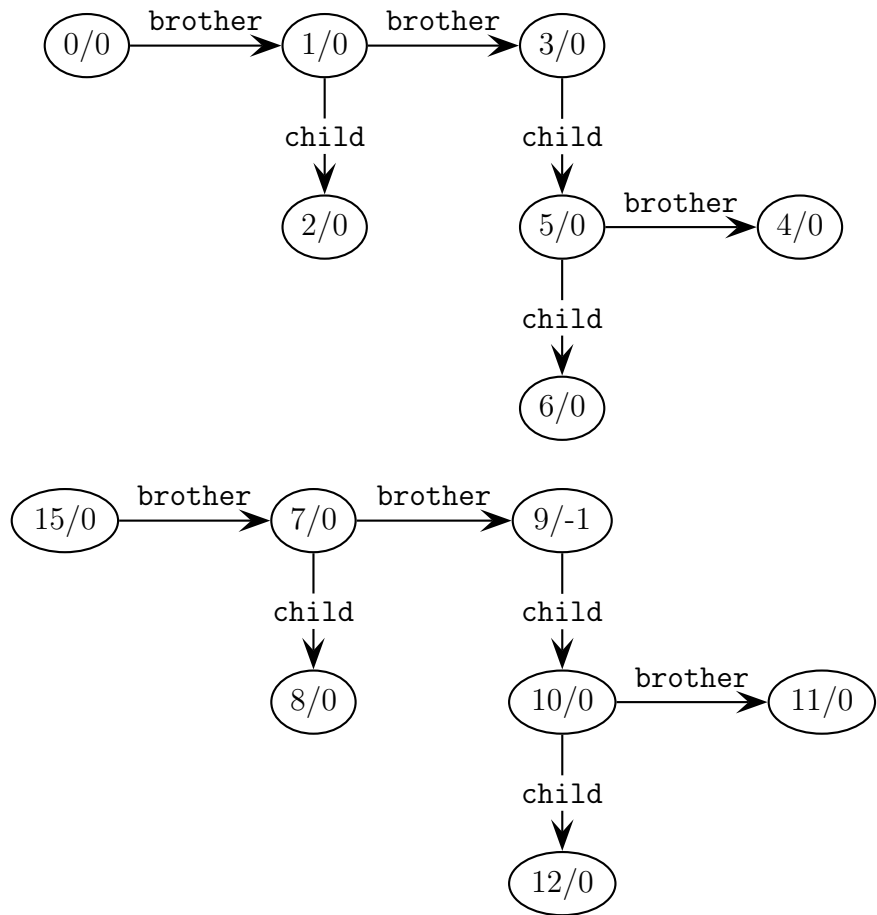 brother brother
0/0 1/0 3/0
child child
brother
2/0 5/0 4/0
child
6/0
brother brother
15/0 7/0 9/-1
child child
brother
8/0 10/0 11/0
child
12/0